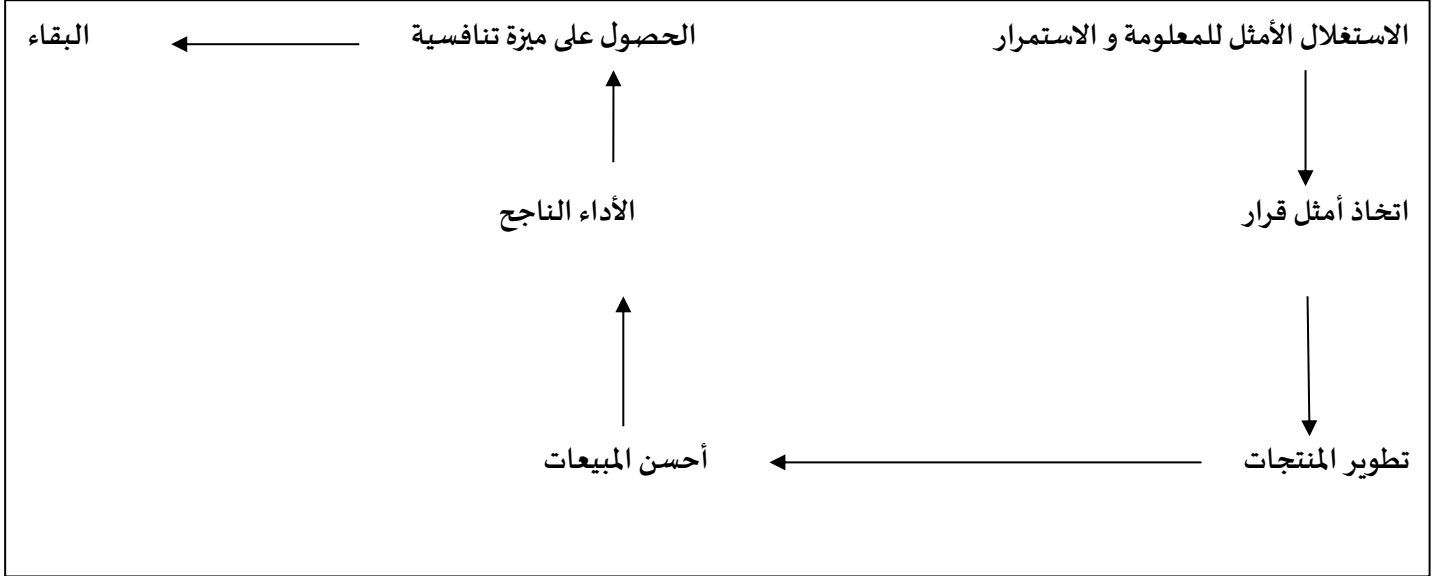 الاستغلال الأمثل للمعلومة و الاستمرار الحصول على ميزة تنافسية البقاء
اتخاذ أمثل قرار الأداء الناجح
تطوير المنتجات أحسن المبيعات